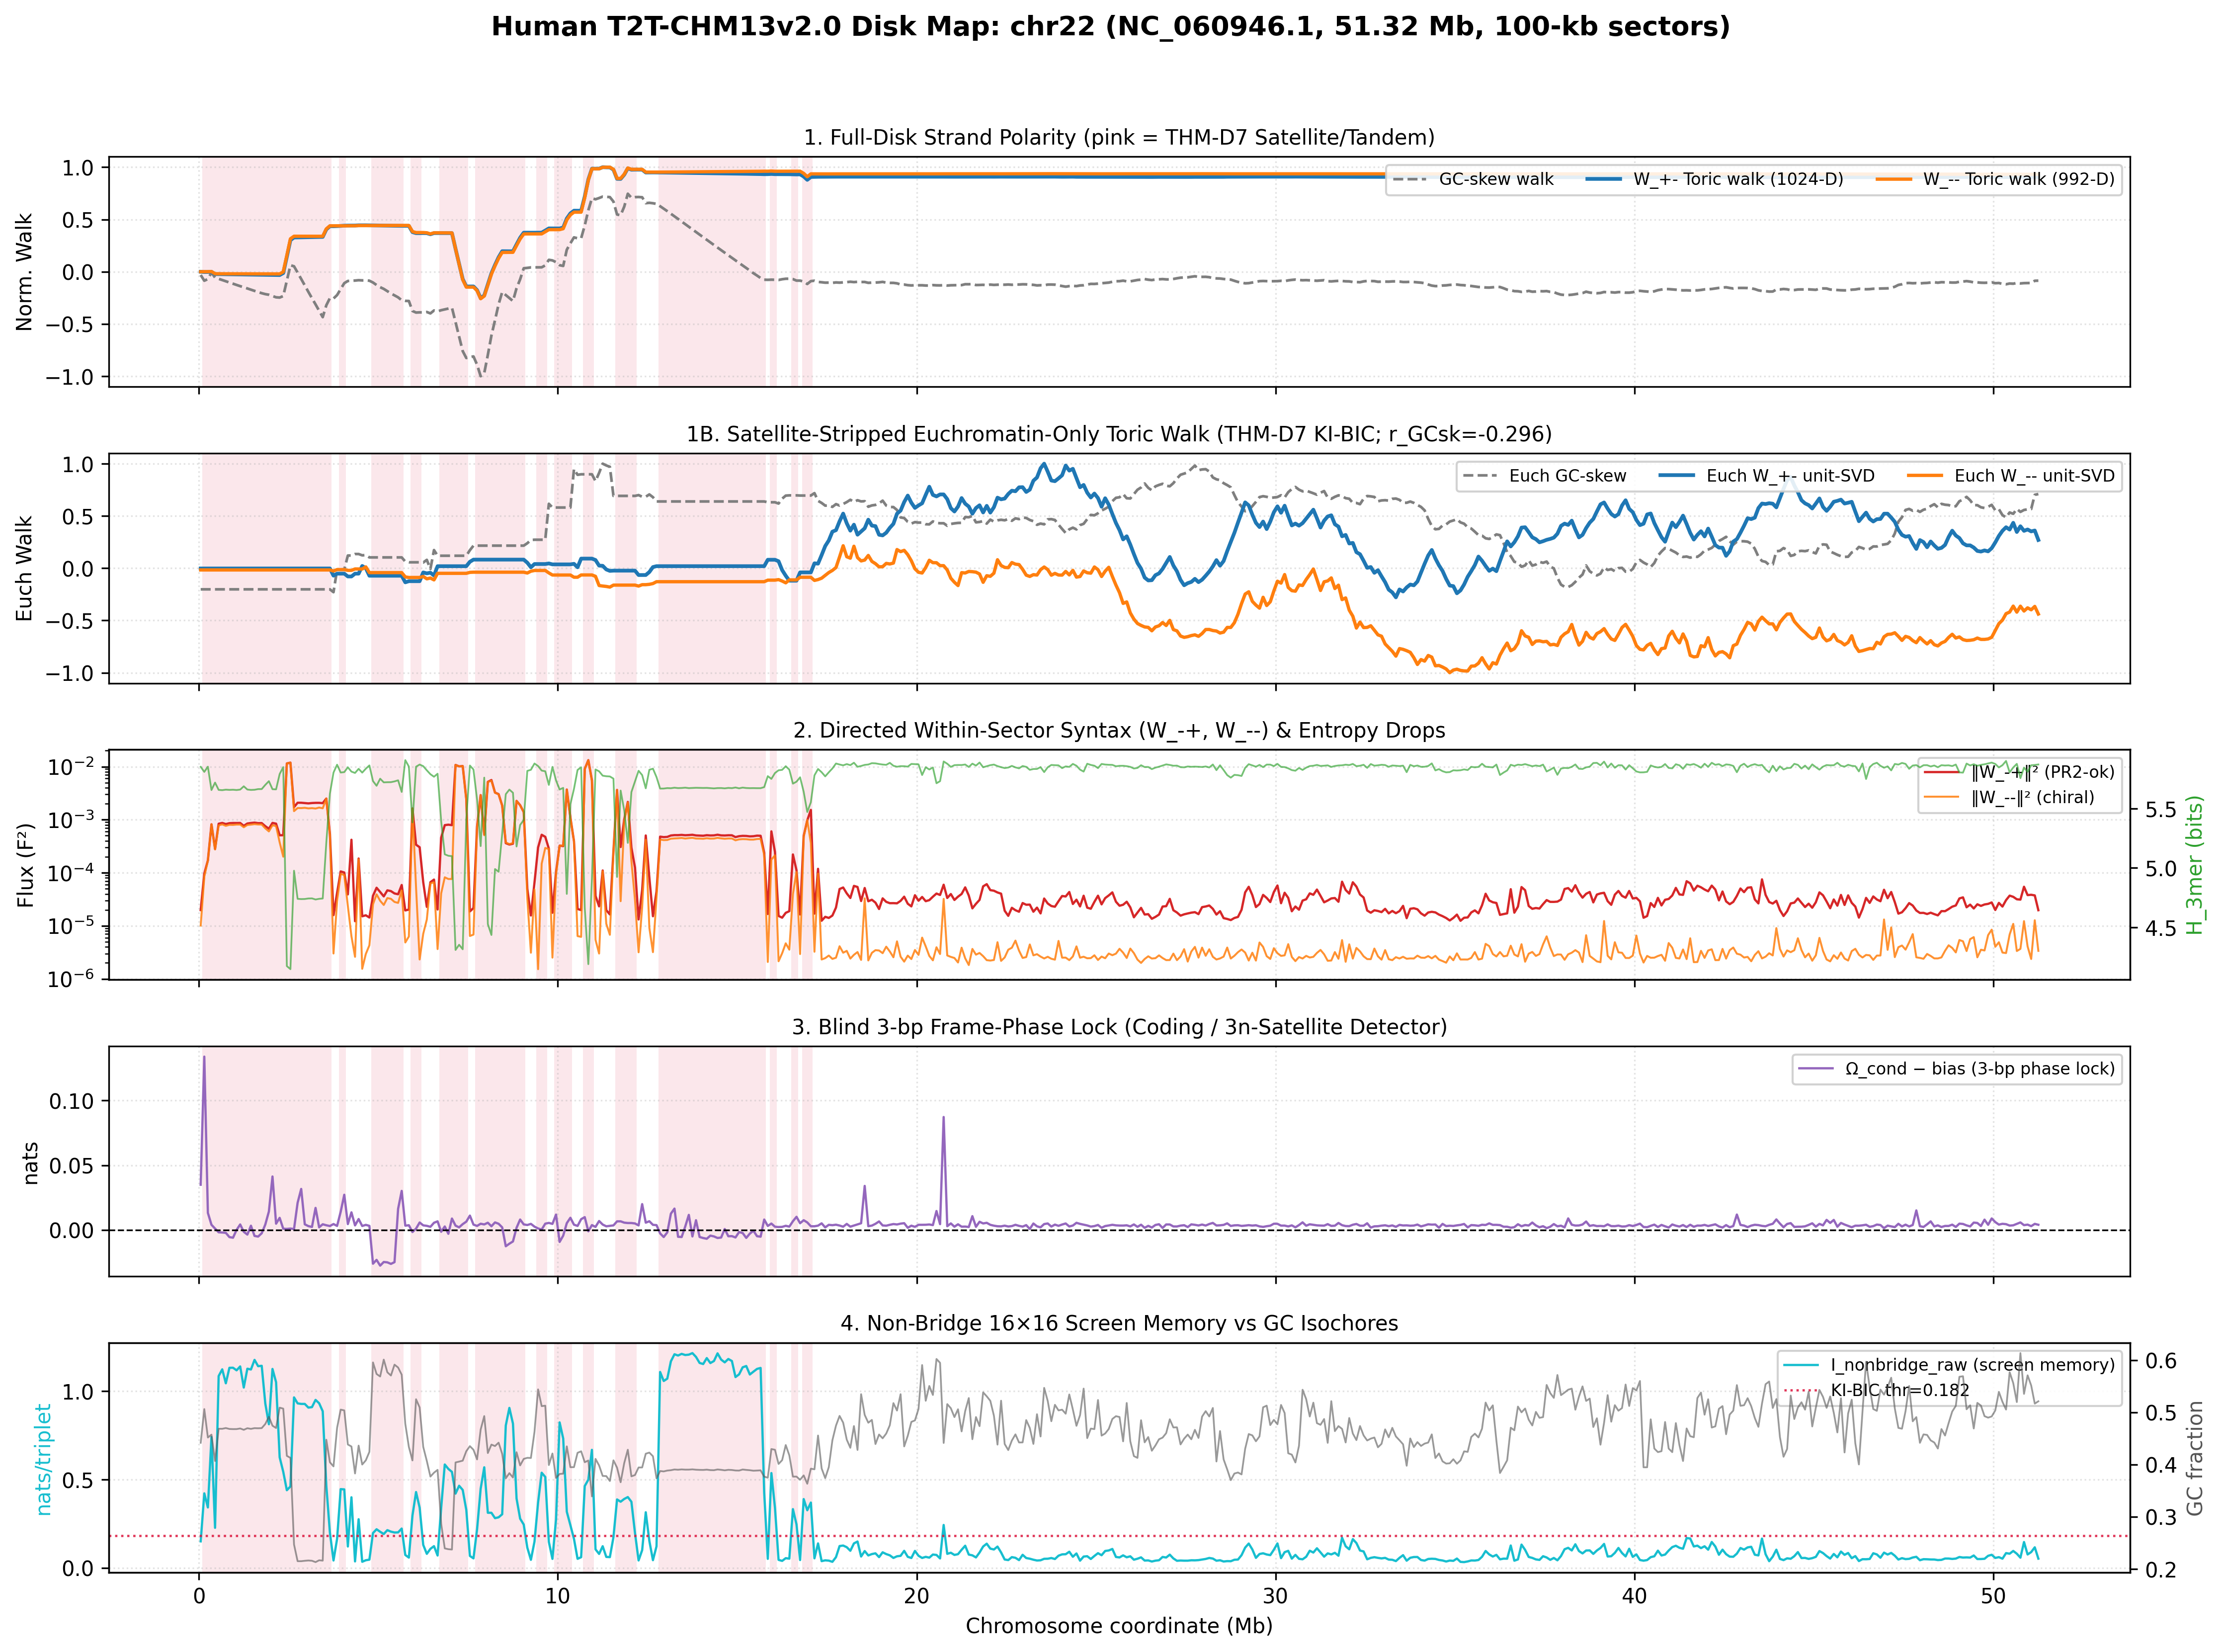 Human T2T-CHM13v2.0 Disk Map: chr22 (NC_060946.1, 51.32 Mb, 100-kb sectors)
1. Full-Disk Strand Polarity (pink = THM-D7 Satellite/Tandem)
Norm. Walk
1.0
0.5
0.0
−0.5
−1.0
GC-skew walk
W_+- Toric walk (1024-D)
W_-- Toric walk (992-D)
1B. Satellite-Stripped Euchromatin-Only Toric Walk (THM-D7 KI-BIC; r_GCsk=-0.296)
Euch Walk
1.0
0.5
0.0
−0.5
−1.0
Euch GC-skew
Euch W_+- unit-SVD
Euch W_-- unit-SVD
2. Directed Within-Sector Syntax (W_-+, W_--) & Entropy Drops
Flux (F²)
10⁻²
10⁻³
10⁻⁴
10⁻⁵
10⁻⁶
‖W_-+‖² (PR2-ok)
‖W_--‖² (chiral)
5.5
5.0
4.5
H_3mer (bits)
3. Blind 3-bp Frame-Phase Lock (Coding / 3n-Satellite Detector)
nats
0.10
0.05
0.00
Ω_cond − bias (3-bp phase lock)
4. Non-Bridge 16×16 Screen Memory vs GC Isochores
nats/triplet
1.0
0.5
0.0
I_nonbridge_raw (screen memory)
KI-BIC thr=0.182
0.6
0.5
0.4
0.3
0.2
GC fraction
0
10
20
30
40
50
Chromosome coordinate (Mb)